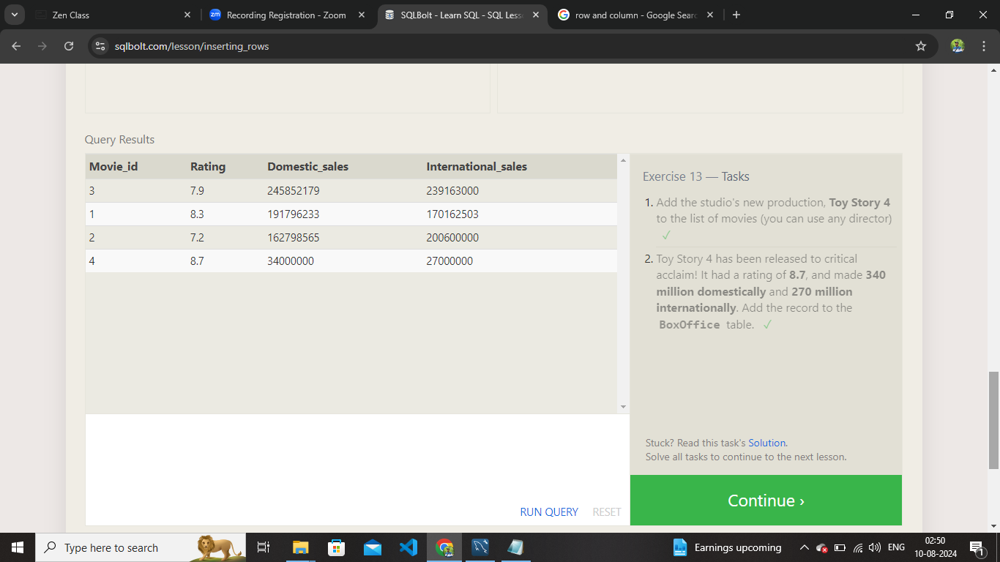 Zen Class
Recording Registration - Zoom
SQLBolt - Learn SQL - SQL Less
row and column - Google Searc
sqlbolt.com/lesson/inserting_rows
Query Results
Movie_id Rating Domestic_sales International_sales
3 7.9 245852179 239163000
1 8.3 191796233 170162503
2 7.2 162798565 200600000
4 8.7 34000000 27000000
RUN QUERY RESET
Exercise 13 — Tasks
1. Add the studio's new production, Toy Story 4
to the list of movies (you can use any director)
✓
2. Toy Story 4 has been released to critical
acclaim! It had a rating of 8.7, and made 340
million domestically and 270 million
internationally. Add the record to the
BoxOffice table. ✓
Stuck? Read this task's Solution.
Solve all tasks to continue to the next lesson.
Continue ›
Type here to search
Earnings upcoming
ENG
02:50
10-08-2024
1